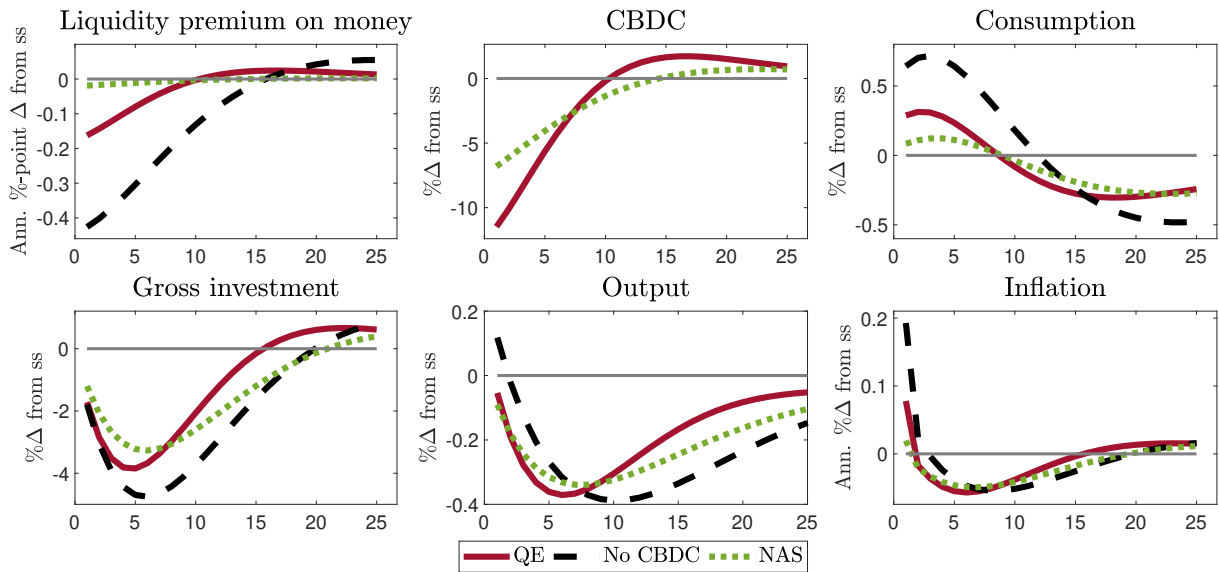 Liquidity premium on money
CBDC
Consumption
Ann. %-point Δ from ss
0
-0.1
-0.2
-0.3
-0.4
0 5 10 15 20 25
%Δ from ss
0
-5
-10
0 5 10 15 20 25
%Δ from ss
0.5
0
-0.5
0 5 10 15 20 25
Gross investment
Output
Inflation
%Δ from ss
0
-2
-4
0 5 10 15 20 25
%Δ from ss
0.2
0
-0.2
-0.4
0 5 10 15 20 25
Ann. %Δ from ss
0.2
0.1
0
0 5 10 15 20 25
QE No CBDC NAS